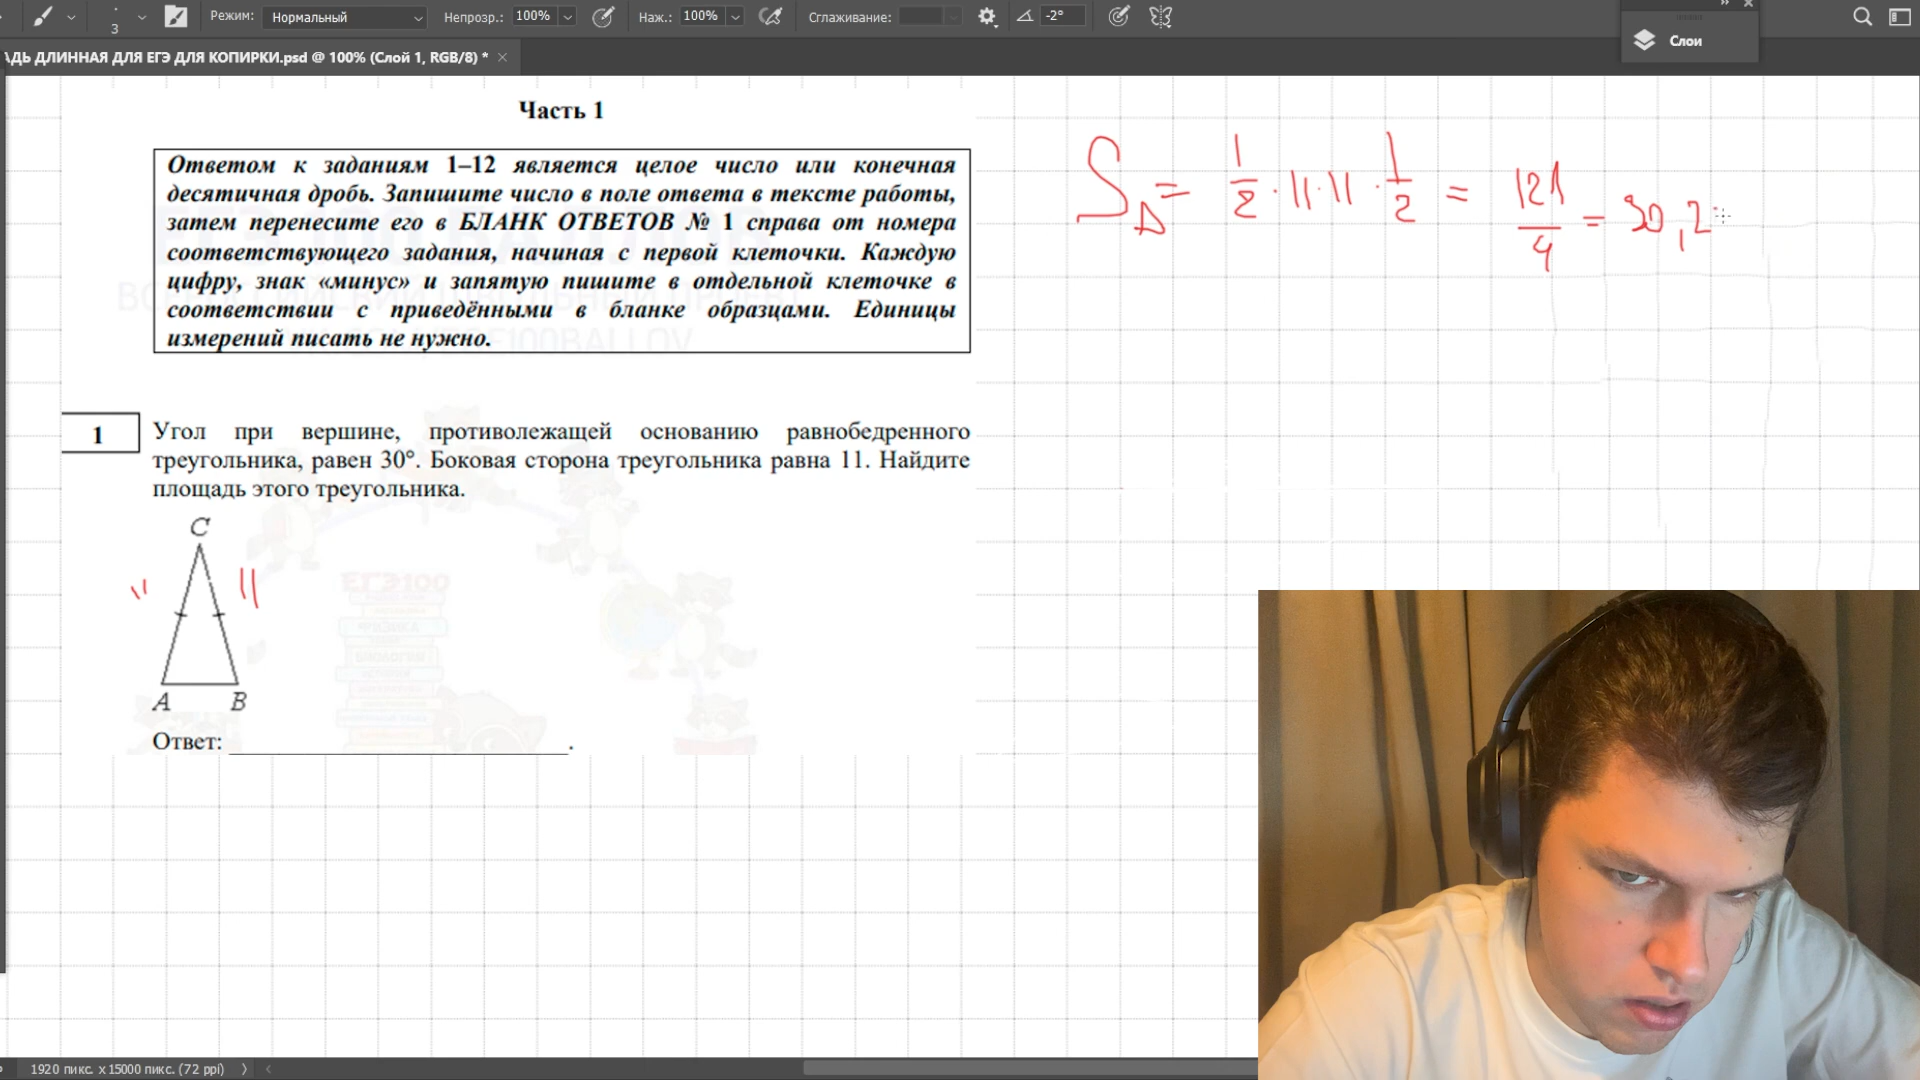 3
Режим:
Нормальный
Непрозр.:
100%
Наж.:
100%
Сглаживание:
-2°
Слои
АДЬ ДЛИННАЯ ДЛЯ ЕГЭ ДЛЯ КОПИРКИ.psd @ 100% (Слой 1, RGB/8) *
Часть 1
Ответом к заданиям 1–12 является целое число или конечная
десятичная дробь. Запишите число в поле ответа в тексте работы,
затем перенесите его в БЛАНК ОТВЕТОВ № 1 справа от номера
соответствующего задания, начиная с первой клеточки. Каждую
цифру, знак «минус» и запятую пишите в отдельной клеточке в
соответствии с приведёнными в бланке образцами. Единицы
измерений писать не нужно.
S△ = 1/2 · 11 · 11 · 1/2 = 121/4 = 30,2
1
Угол при вершине, противолежащей основанию равнобедренного
треугольника, равен 30°. Боковая сторона треугольника равна 11. Найдите
площадь этого треугольника.
C
11
11
A B
Ответ: ____________________________.
ЕГЭ100
ФИЗИКА
1920 пикс. x 15000 пикс. (72 ppi)